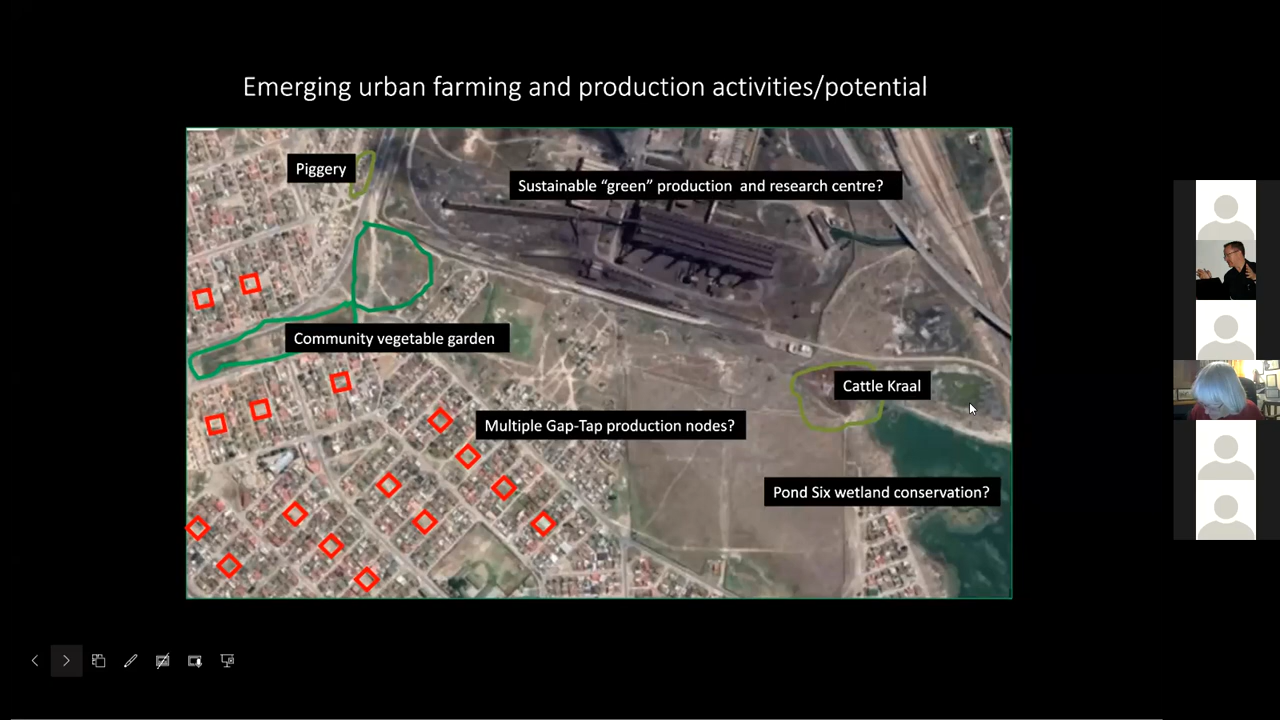 Emerging urban farming and production activities/potential
Piggery
Sustainable “green” production and research centre?
Community vegetable garden
Cattle Kraal
Multiple Gap-Tap production nodes?
Pond Six wetland conservation?